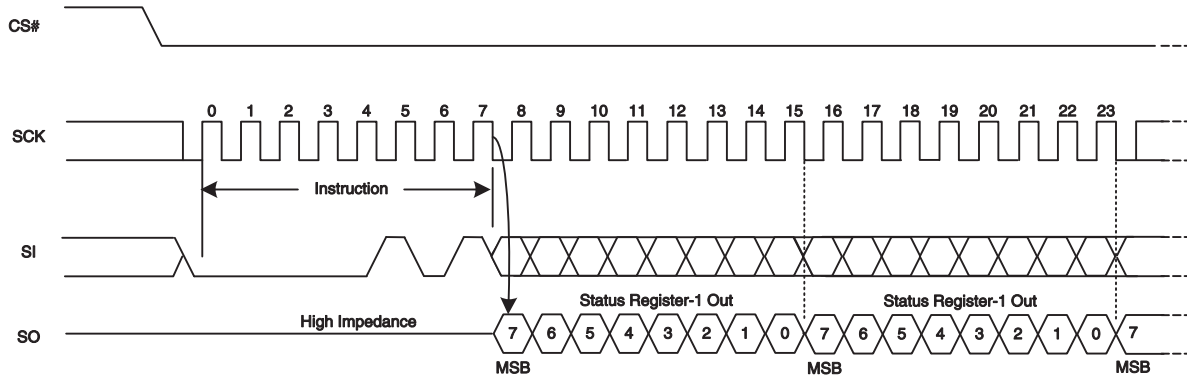 CS#
0 1 2 3 4 5 6 7 8 9 10 11 12 13 14 15 16 17 18 19 20 21 22 23
SCK
Instruction
SI
Status Register-1 Out Status Register-1 Out
High Impedance
SO
7 6 5 4 3 2 1 0 7 6 5 4 3 2 1 0 7
MSB MSB MSB